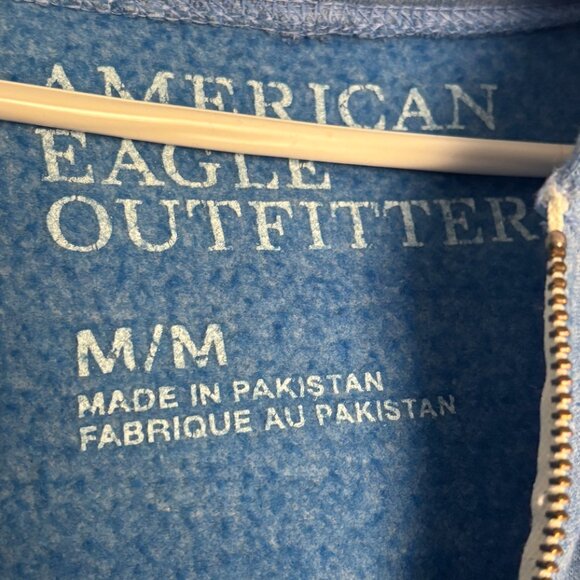 AMERICAN
EAGLE
OUTFITTERS
M/M
MADE IN PAKISTAN
FABRIQUE AU PAKISTAN